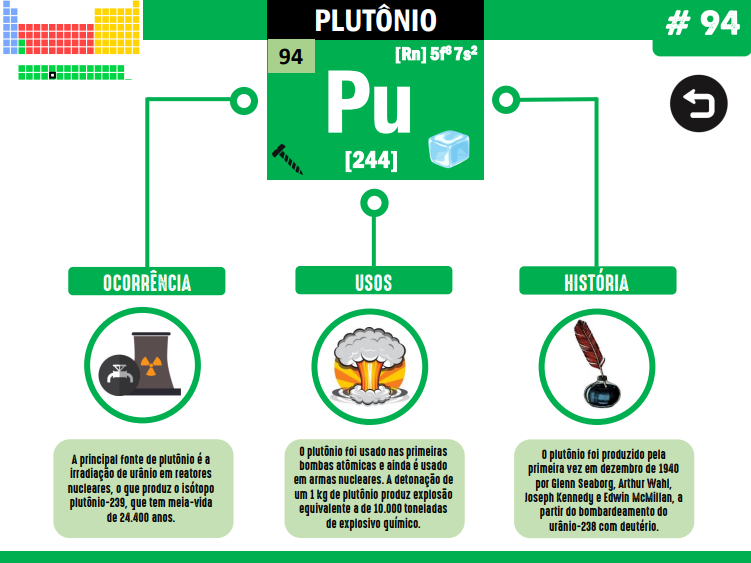 PLUTÔNIO
# 94
94
[Rn] 5f⁶ 7s²
Pu
[244]
OCORRÊNCIA
USOS
HISTÓRIA
A principal fonte de plutônio é a
irradiação de urânio em reatores
nucleares, o que produz o isótopo
plutônio-239, que tem meia-vida
de 24.400 anos.
O plutônio foi usado nas primeiras
bombas atômicas e ainda é usado
em armas nucleares. A detonação de
um 1 kg de plutônio produz explosão
equivalente a de 10.000 toneladas
de explosivo químico.
O plutônio foi produzido pela
primeira vez em dezembro de 1940
por Glenn Seaborg, Arthur Wahl,
Joseph Kennedy e Edwin McMillan, a
partir do bombardeamento do
urânio-238 com deutério.